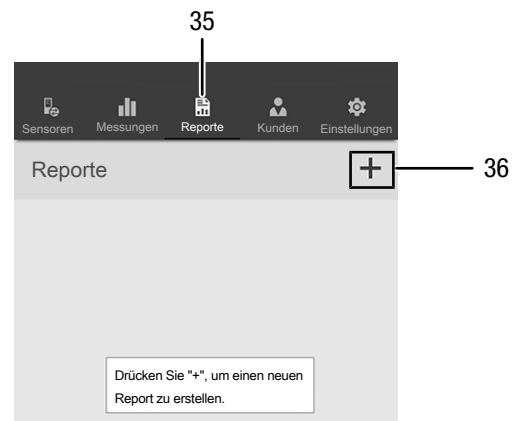 35
Sensoren Messungen Reporte Kunden Einstellungen
Reporte +
36
Drücken Sie "+", um einen neuen
Report zu erstellen.